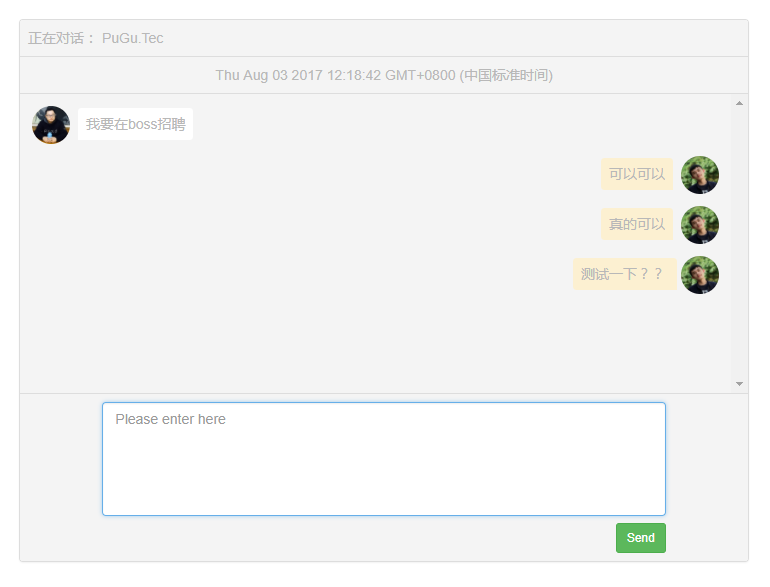 正在对话： PuGu.Tec
Thu Aug 03 2017 12:18:42 GMT+0800 (中国标准时间)
我要在boss招聘
可以可以
真的可以
测试一下？？
Please enter here
Send